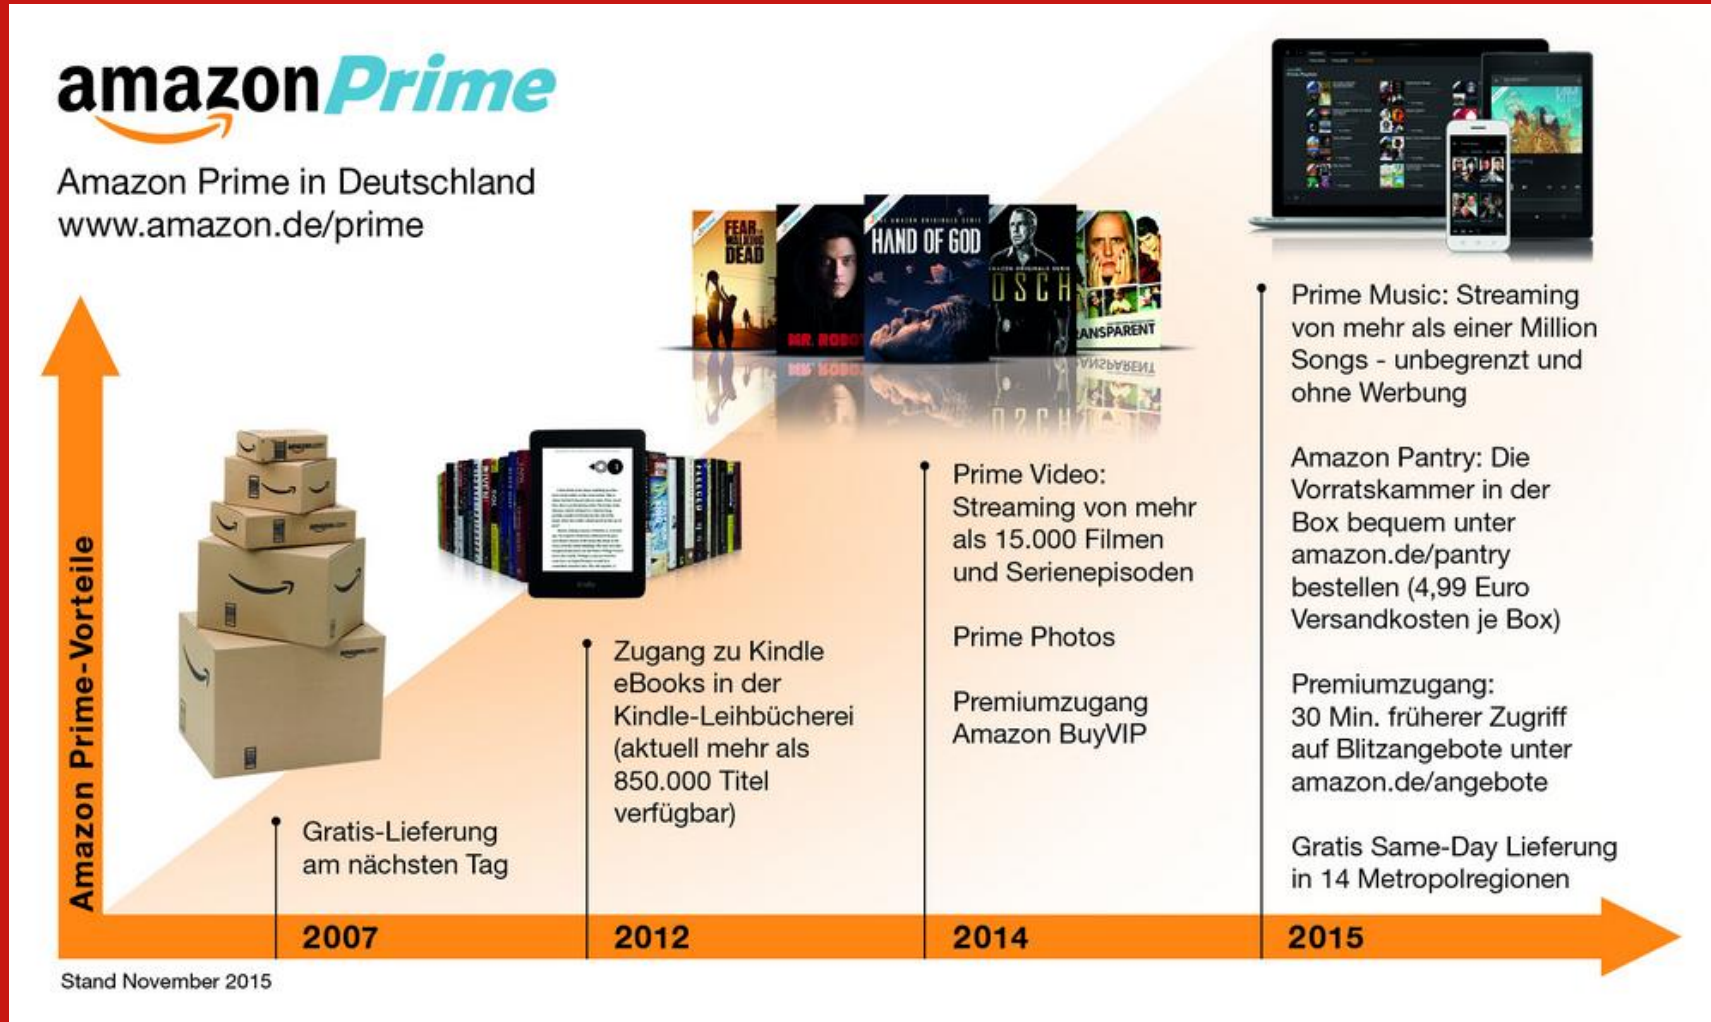 amazonPrime
Amazon Prime in Deutschland
www.amazon.de/prime
Amazon Prime-Vorteile
FEAR THE
WALKING
DEAD
MR. ROBOT
HAND OF GOD
OSCH
RANSPARENT
kindle
Gratis-Lieferung
am nächsten Tag
2007
Zugang zu Kindle
eBooks in der
Kindle-Leihbücherei
(aktuell mehr als
850.000 Titel
verfügbar)
2012
Prime Video:
Streaming von mehr
als 15.000 Filmen
und Serienepisoden
Prime Photos
Premiumzugang
Amazon BuyVIP
2014
Prime Music: Streaming
von mehr als einer Million
Songs - unbegrenzt und
ohne Werbung
Amazon Pantry: Die
Vorratskammer in der
Box bequem unter
amazon.de/pantry
bestellen (4,99 Euro
Versandkosten je Box)
Premiumzugang:
30 Min. früherer Zugriff
auf Blitzangebote unter
amazon.de/angebote
Gratis Same-Day Lieferung
in 14 Metropolregionen
2015
Stand November 2015